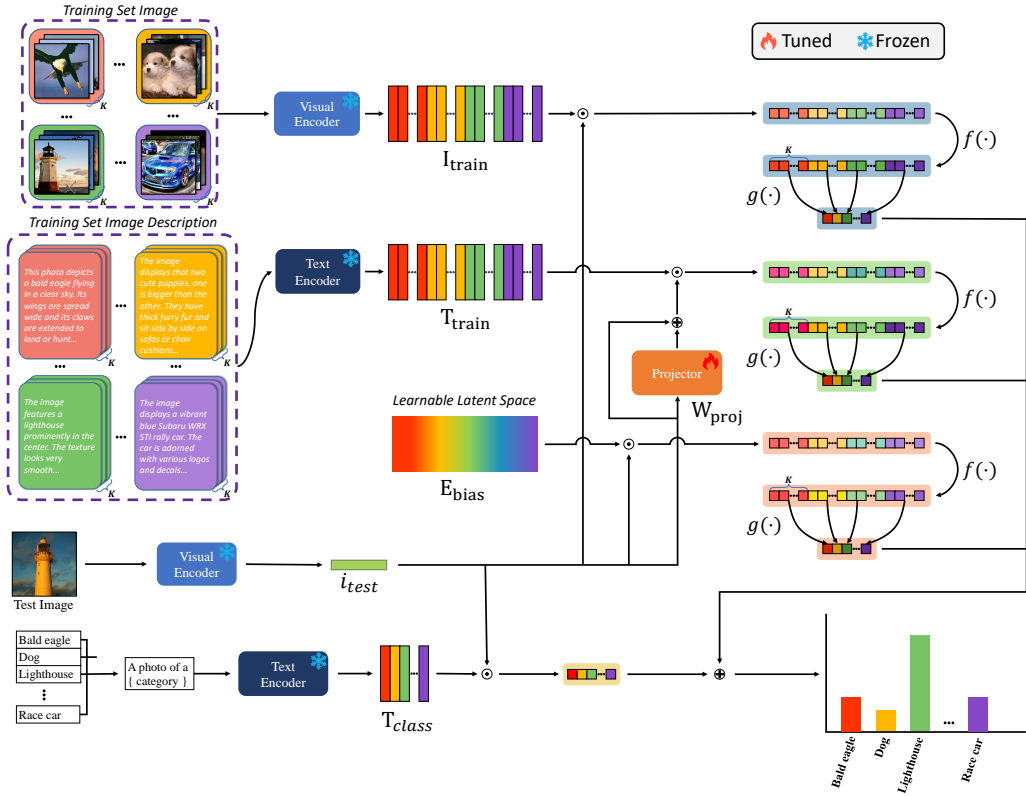 Training Set Image
Tuned
Frozen
...
K
K
...
...
...
K
K
Visual
Encoder
I_train
f(·)
K
g(·)
Training Set Image Description
This photo depicts
a bald eagle flying
in a clear sky. Its
wings are spread
wide and its claws
are extended to
land or hunt...
...
The image
displays that two
cute puppies, one
is bigger than the
other. They have
thick furry fur and
sit side by side on
sofas or chair
cushions...
K
K
...
...
The image
features a
lighthouse
prominently in the
center. The texture
looks very
smooth...
...
The image
displays a vibrant
blue Subaru WRX
STI rally car. The
car is adorned
with various logos
and decals...
K
K
Text
Encoder
T_train
f(·)
K
g(·)
Projector
W_proj
Learnable Latent Space
E_bias
f(·)
K
g(·)
Test Image
Visual
Encoder
i_test
Bald eagle
Dog
Lighthouse
Race car
A photo of a
{ category }
Text
Encoder
T_class
...
Bald eagle
Dog
Lighthouse
Race car